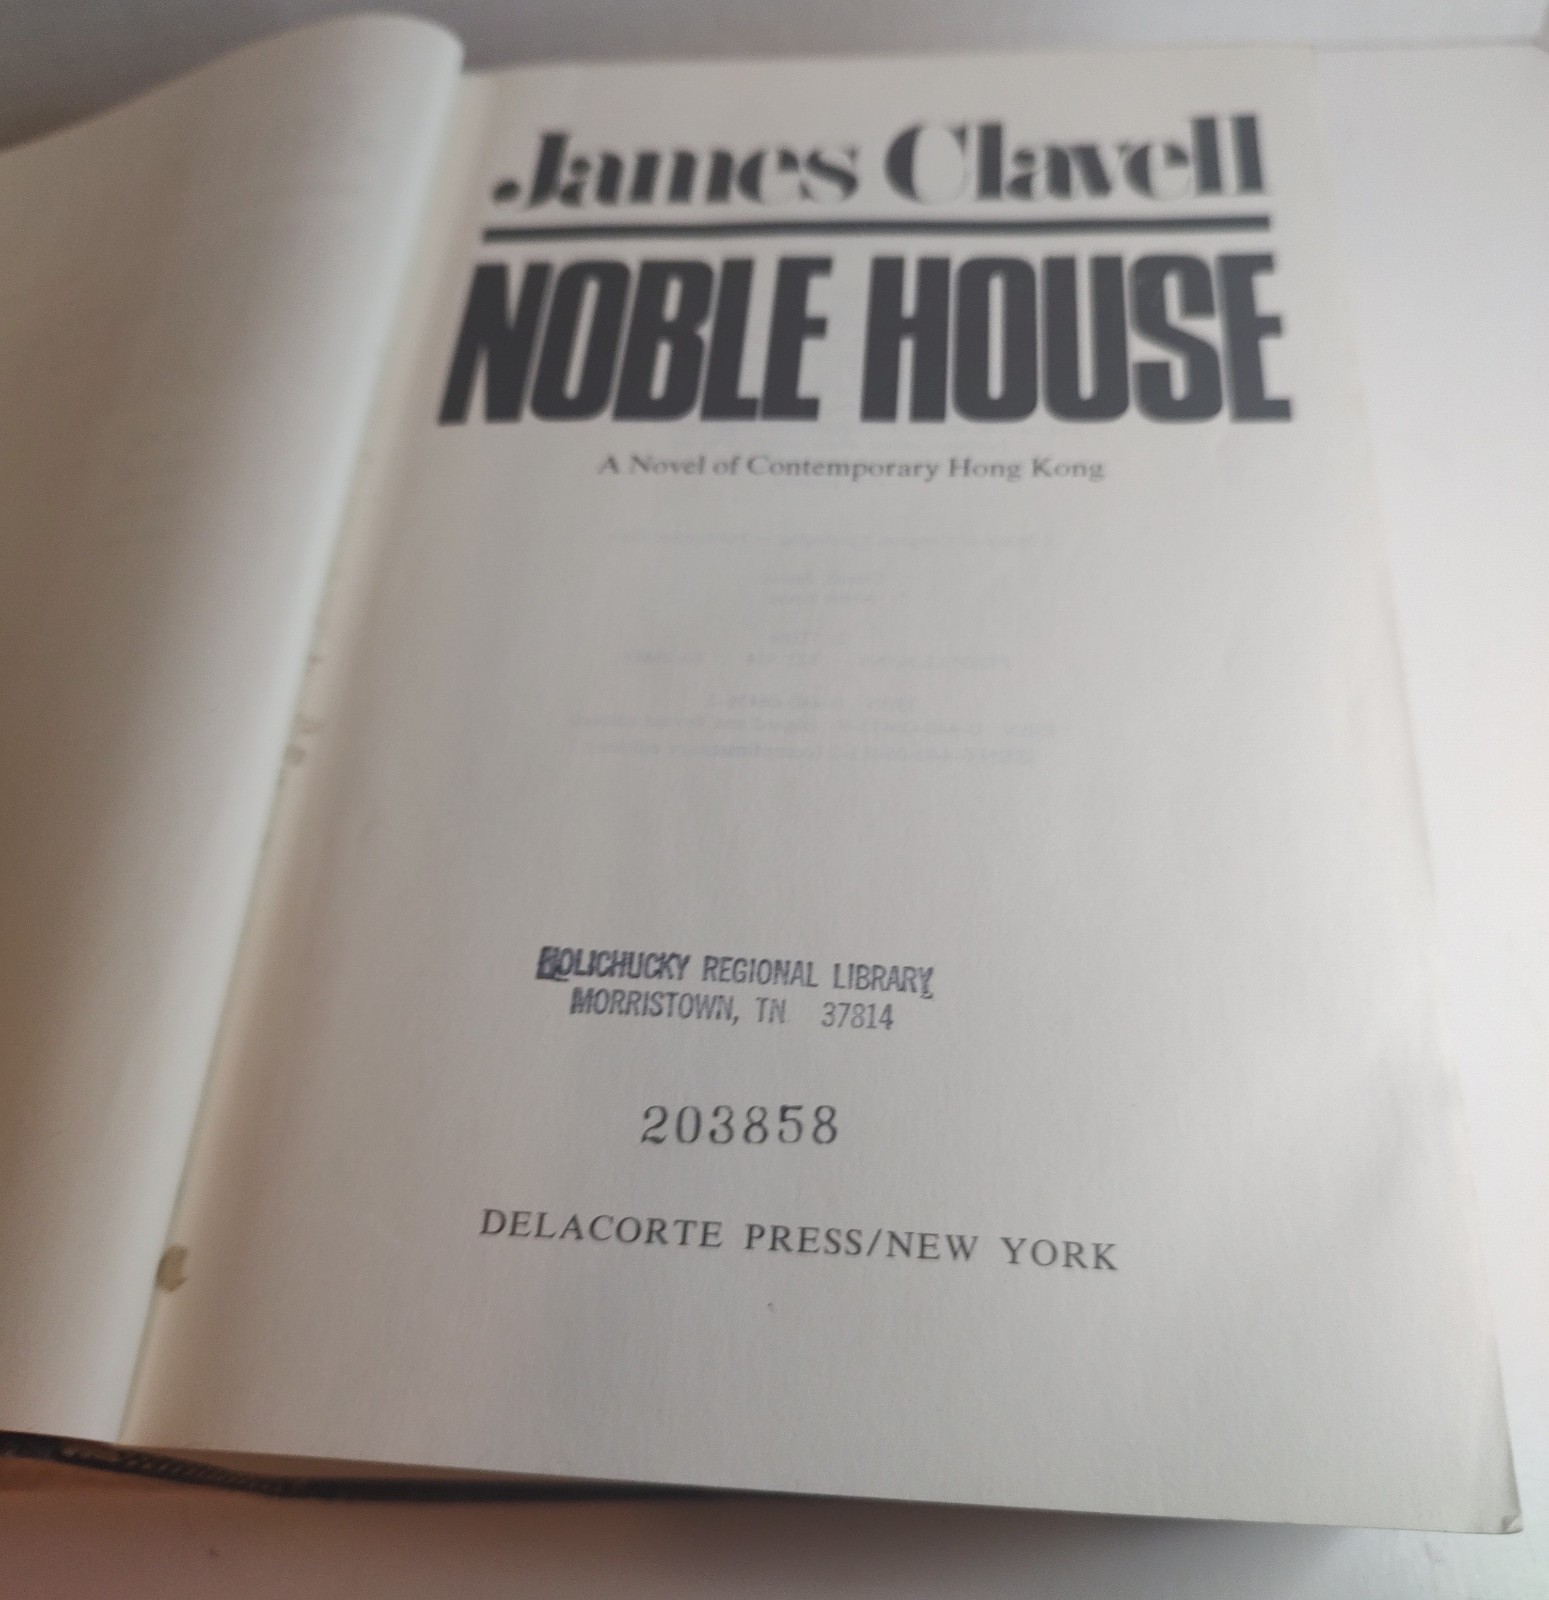 James Clavell
NOBLE HOUSE
A Novel of Contemporary Hong Kong
NOLICHUCKY REGIONAL LIBRARY
MORRISTOWN, TN 37814
203858
DELACORTE PRESS/NEW YORK